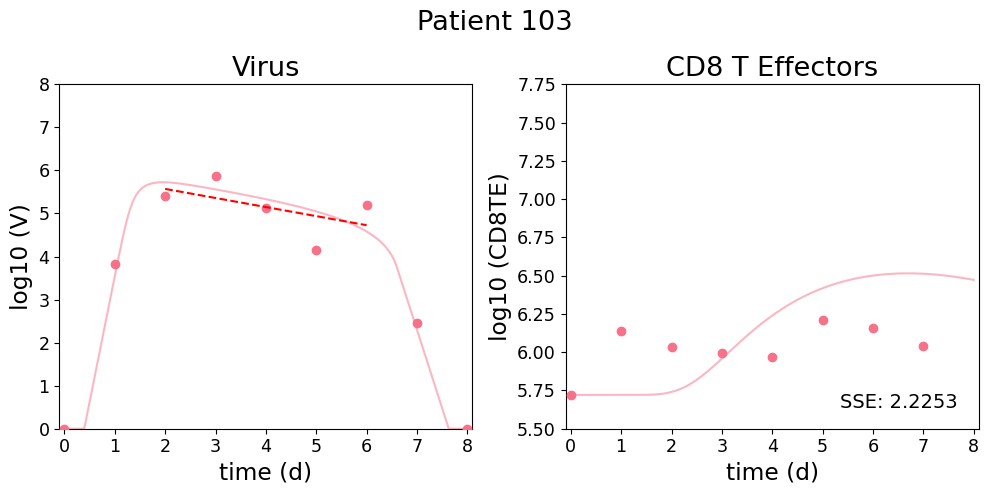 Patient 103
Virus
CD8 T Effectors
log10 (V)
8
7
6
5
4
3
2
1
0
0 1 2 3 4 5 6 7 8
time (d)
log10 (CD8TE)
7.75
7.50
7.25
7.00
6.75
6.50
6.25
6.00
5.75
5.50
SSE: 2.2253
0 1 2 3 4 5 6 7 8
time (d)